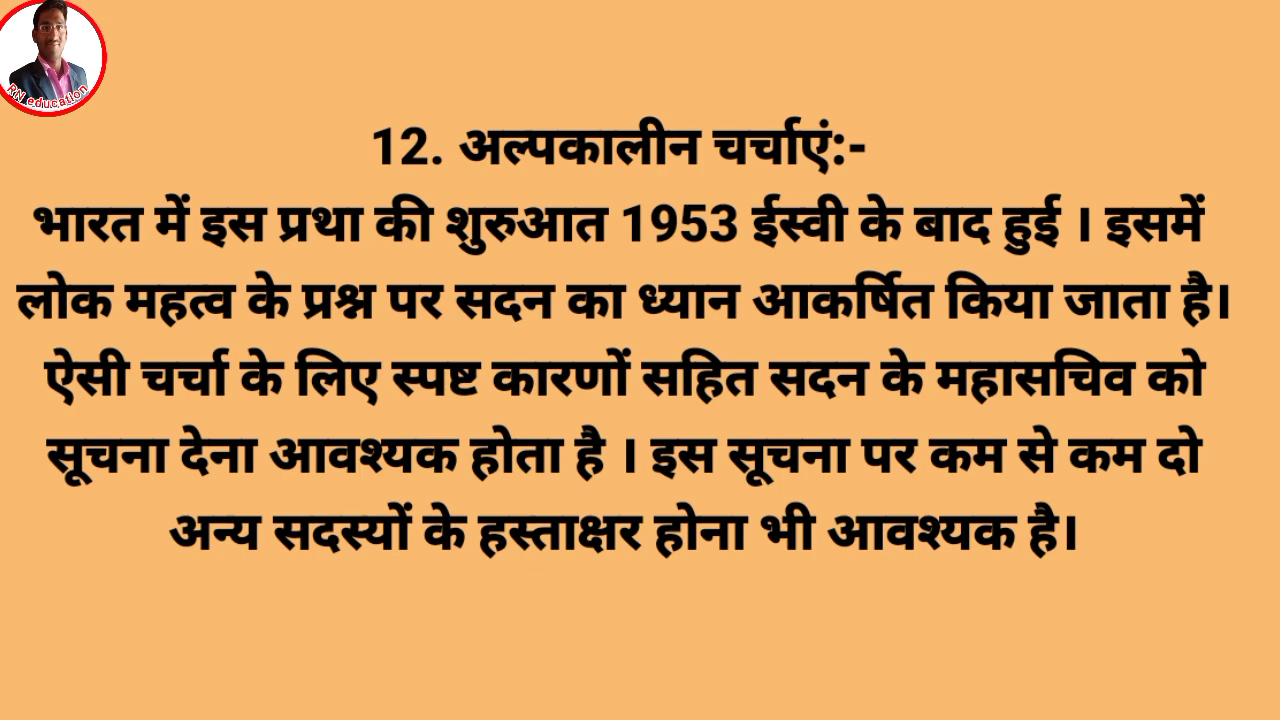 RN education
12. अल्पकालीन चर्चाएं:-
भारत में इस प्रथा की शुरुआत 1953 ईस्वी के बाद हुई । इसमें
लोक महत्व के प्रश्न पर सदन का ध्यान आकर्षित किया जाता है।
ऐसी चर्चा के लिए स्पष्ट कारणों सहित सदन के महासचिव को
सूचना देना आवश्यक होता है । इस सूचना पर कम से कम दो
अन्य सदस्यों के हस्ताक्षर होना भी आवश्यक है।